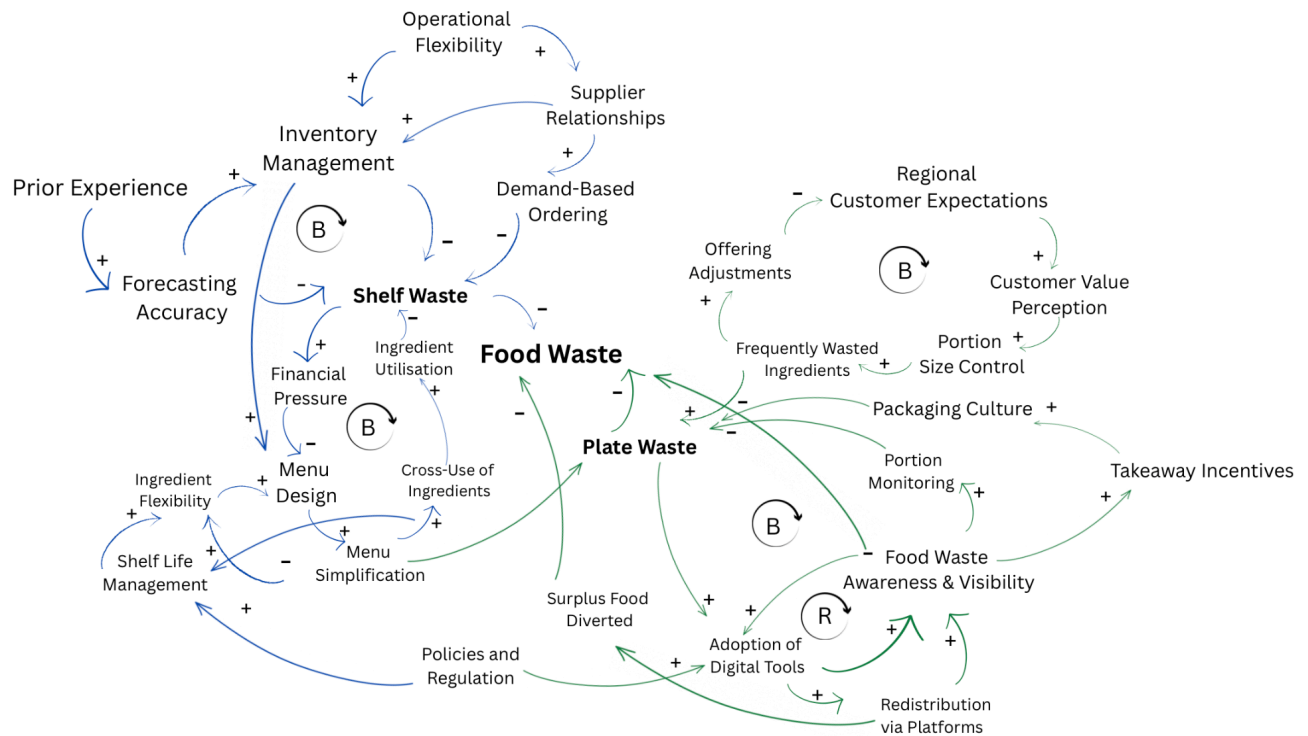 Operational
Flexibility
+
+
Supplier
Relationships
+
+
Inventory
Management
+
Prior Experience
Demand-Based
Ordering
Regional
Customer Expectations
−
B
−
−
+
Forecasting
Accuracy
−
Shelf Waste
−
Offering
Adjustments
+
B
+
Customer Value
Perception
+
−
+
Ingredient
Utilisation
+
Food Waste
Financial
Pressure
Frequently Wasted
Ingredients
+
Portion
Size Control
−
−
+
Packaging Culture
+
+
B
−
−
Plate Waste
Menu
Design
Cross-Use of
Ingredients
Portion
Monitoring
+
Takeaway Incentives
+
Ingredient
Flexibility
+
+
+
+
B
Menu
Simplification
+
−
Shelf Life
Management
−
Food Waste
Awareness & Visibility
+
Surplus Food
Diverted
+
+
R
+
+
Adoption of
Digital Tools
Policies and
Regulation
+
+
Redistribution
via Platforms